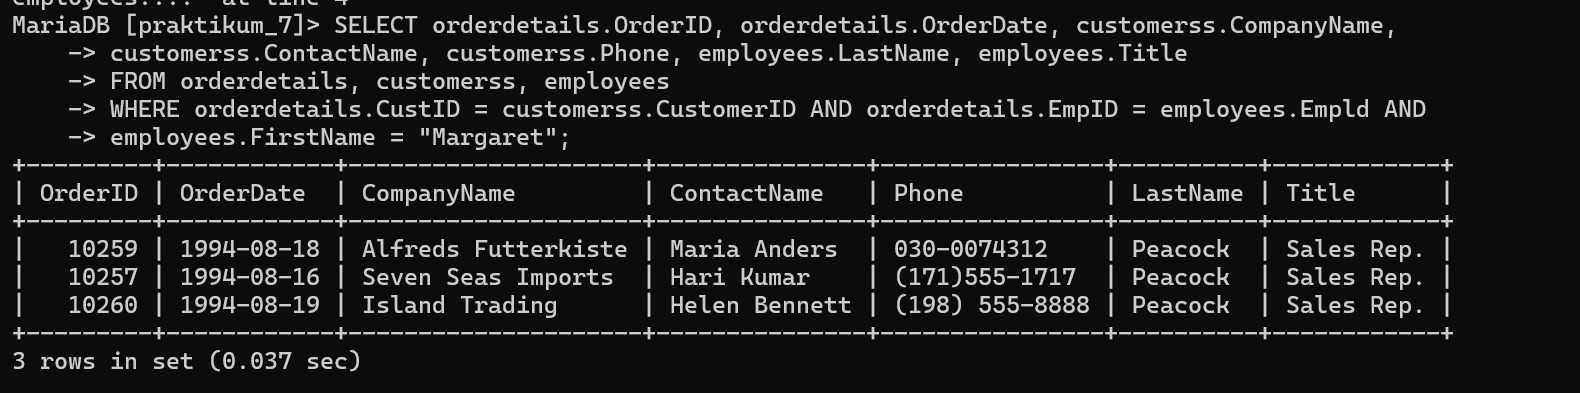 MariaDB [praktikum_7]> SELECT orderdetails.OrderID, orderdetails.OrderDate, customerss.CompanyName,
    -> customerss.ContactName, customerss.Phone, employees.LastName, employees.Title
    -> FROM orderdetails, customerss, employees
    -> WHERE orderdetails.CustID = customerss.CustomerID AND orderdetails.EmpID = employees.Empld AND
    -> employees.FirstName = "Margaret";
+---------+------------+---------------------+---------------+----------------+----------+------------+
| OrderID | OrderDate  | CompanyName         | ContactName   | Phone          | LastName | Title      |
+---------+------------+---------------------+---------------+----------------+----------+------------+
|   10259 | 1994-08-18 | Alfreds Futterkiste | Maria Anders  | 030-0074312    | Peacock  | Sales Rep. |
|   10257 | 1994-08-16 | Seven Seas Imports  | Hari Kumar    | (171)555-1717  | Peacock  | Sales Rep. |
|   10260 | 1994-08-19 | Island Trading      | Helen Bennett | (198) 555-8888 | Peacock  | Sales Rep. |
+---------+------------+---------------------+---------------+----------------+----------+------------+
3 rows in set (0.037 sec)